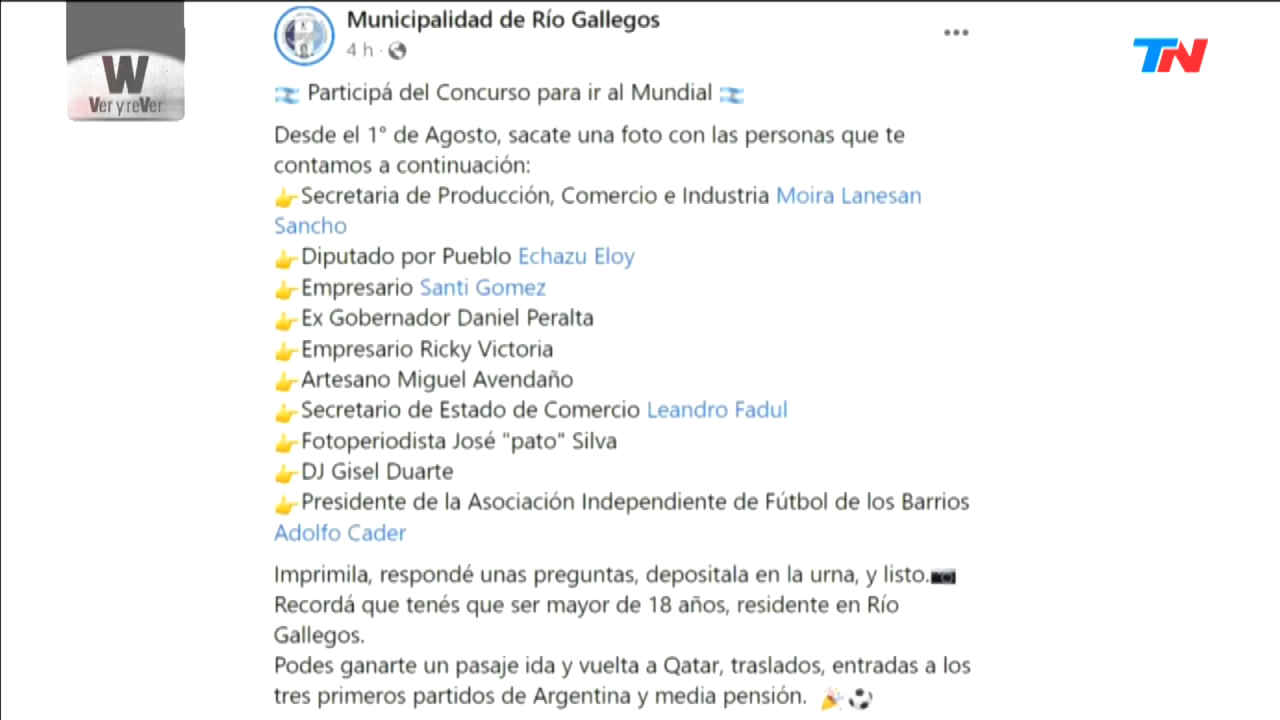 Municipalidad de Río Gallegos
4 h ·
W
Ver y reVer
TN
Participá del Concurso para ir al Mundial
Desde el 1° de Agosto, sacate una foto con las personas que te
contamos a continuación:
👉Secretaria de Producción, Comercio e Industria Moira Lanesan
Sancho
👉Diputado por Pueblo Echazu Eloy
👉Empresario Santi Gomez
👉Ex Gobernador Daniel Peralta
👉Empresario Ricky Victoria
👉Artesano Miguel Avendaño
👉Secretario de Estado de Comercio Leandro Fadul
👉Fotoperiodista José "pato" Silva
👉DJ Gisel Duarte
👉Presidente de la Asociación Independiente de Fútbol de los Barrios
Adolfo Cader
Imprimila, respondé unas preguntas, depositala en la urna, y listo.📷
Recordá que tenés que ser mayor de 18 años, residente en Río
Gallegos.
Podes ganarte un pasaje ida y vuelta a Qatar, traslados, entradas a los
tres primeros partidos de Argentina y media pensión. 🎉⚽